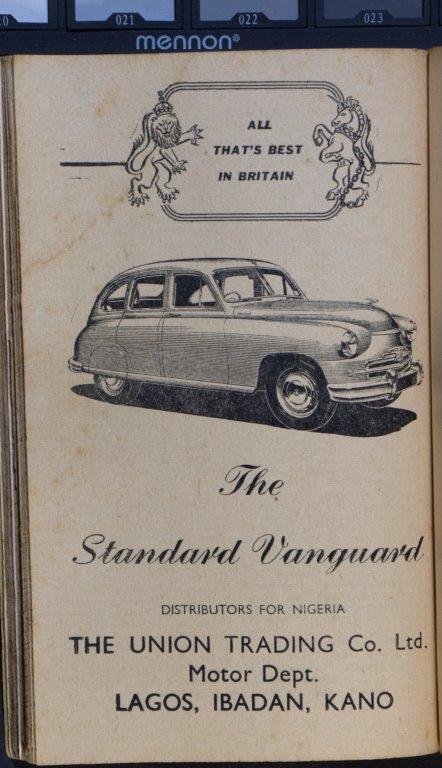 021 022 023
mennon®
ALL
THAT'S BEST
IN BRITAIN
The
Standard Vanguard
DISTRIBUTORS FOR NIGERIA
THE UNION TRADING Co. Ltd.
Motor Dept.
LAGOS, IBADAN, KANO